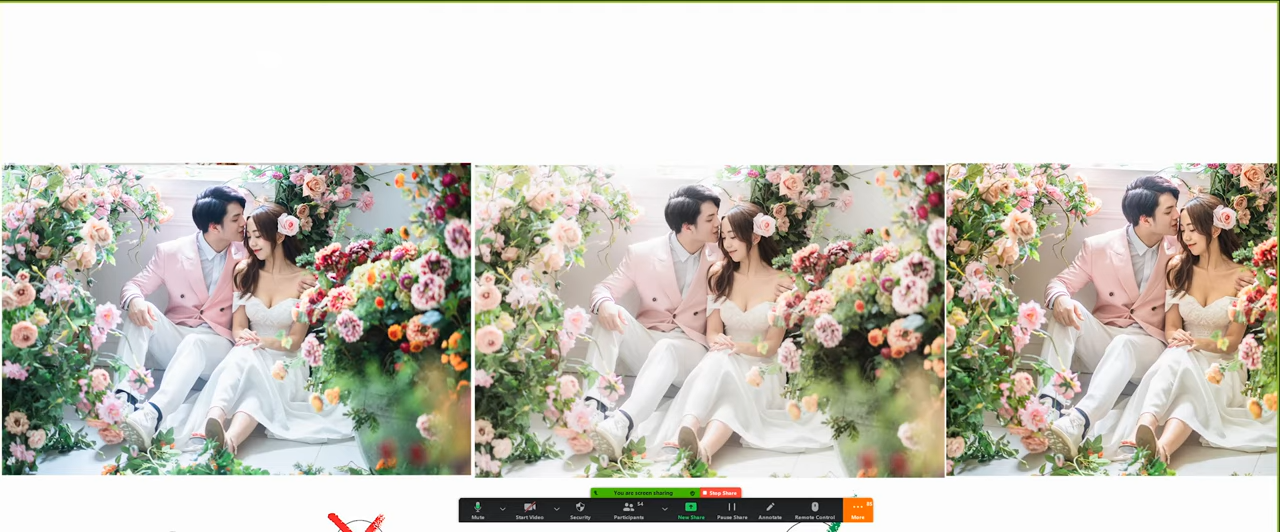 You are screen sharing
Stop Share
Mute
Start Video
Security
54
Participants
New Share
Pause Share
Annotate
Remote Control
More